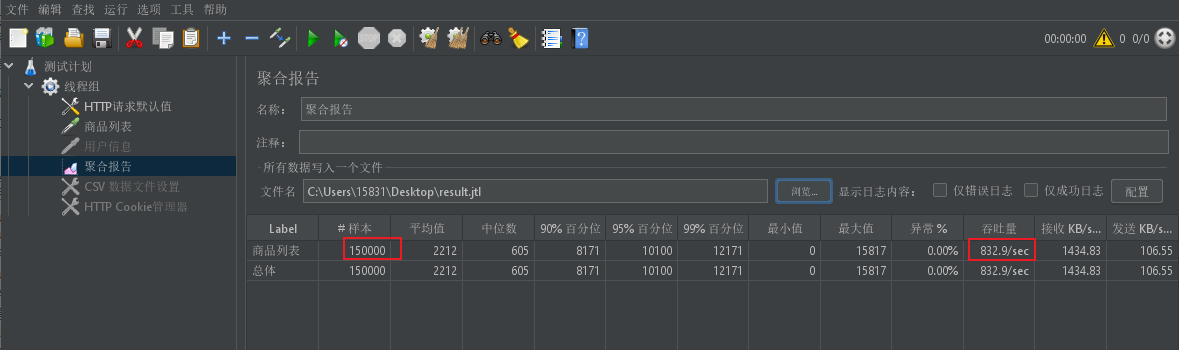 文件 编辑 查找 运行 选项 工具 帮助
STOP
00:00:00 0 0/0
测试计划
线程组
HTTP请求默认值
商品列表
用户信息
聚合报告
CSV 数据文件设置
HTTP Cookie管理器
聚合报告
名称： 聚合报告
注释：
所有数据写入一个文件
文件名 C:\Users\15831\Desktop\result.jtl 浏览... 显示日志内容： 仅错误日志 仅成功日志 配置
Label # 样本 平均值 中位数 90% 百分位 95% 百分位 99% 百分位 最小值 最大值 异常 % 吞吐量 接收 KB/s... 发送 KB/s...
商品列表 150000 2212 605 8171 10100 12171 0 15817 0.00% 832.9/sec 1434.83 106.55
总体 150000 2212 605 8171 10100 12171 0 15817 0.00% 832.9/sec 1434.83 106.55